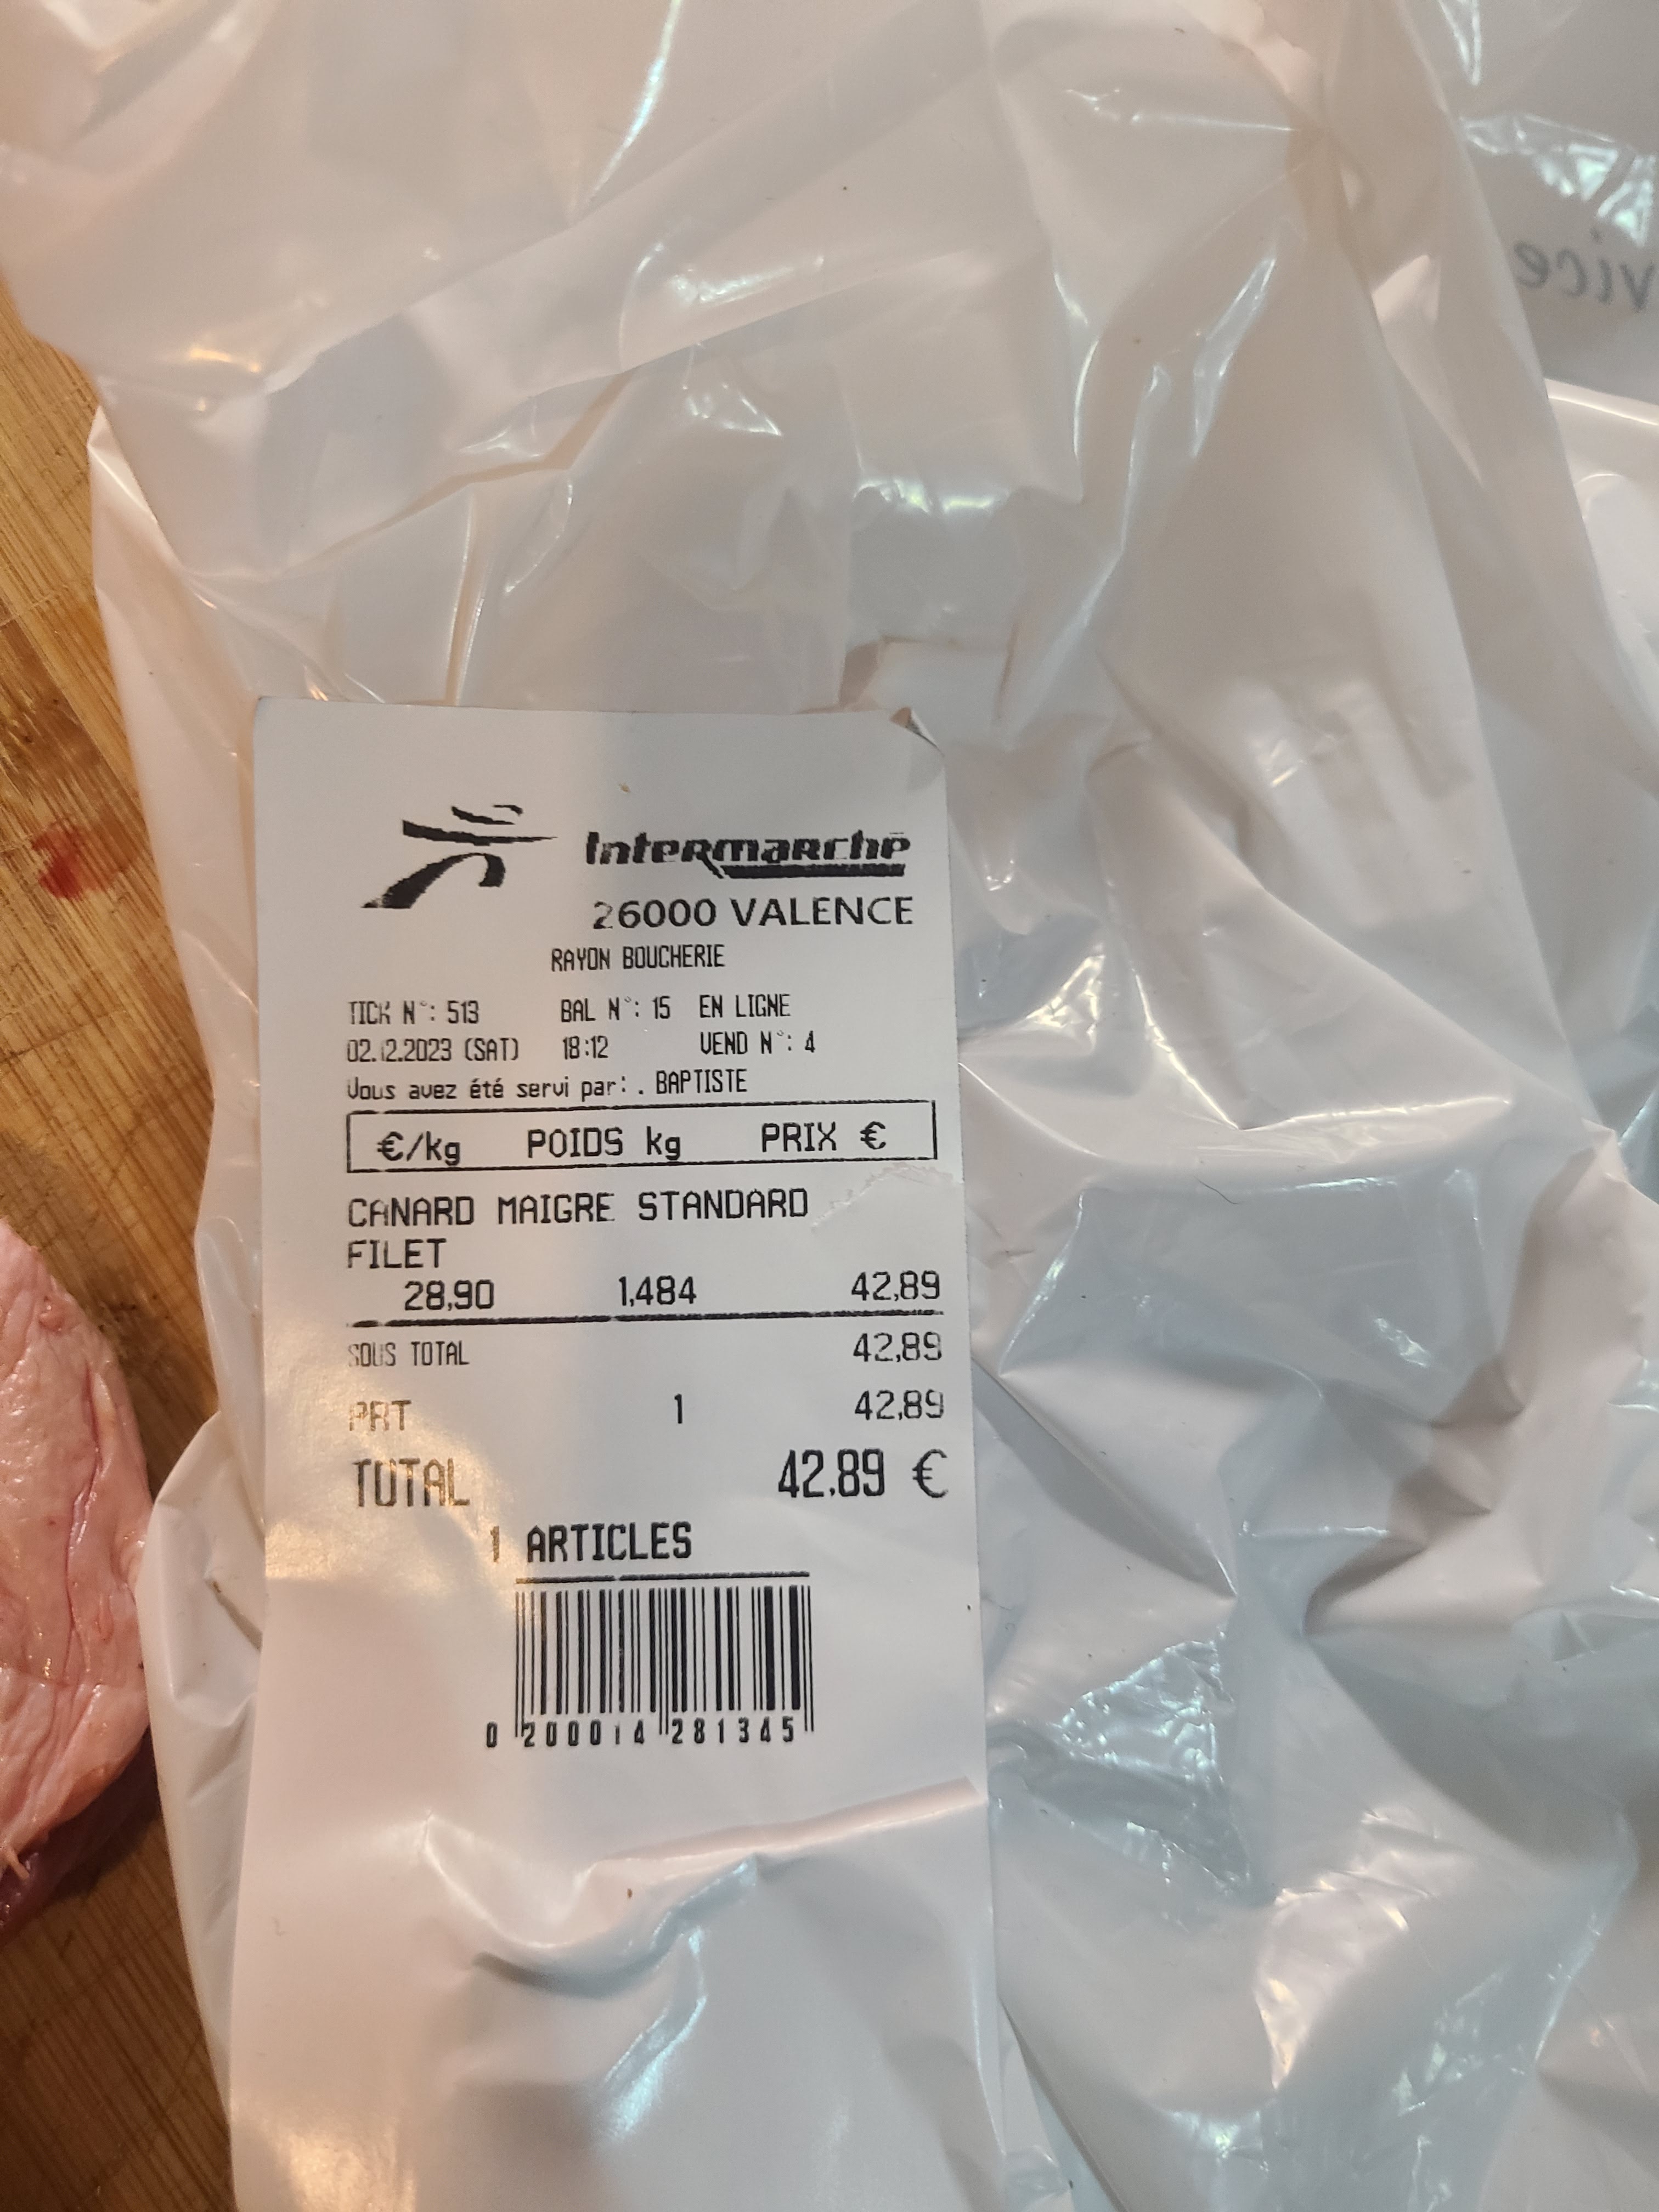 vice
Intermarché
26000 VALENCE
RAYON BOUCHERIE
TICK N°: 513 BAL N°: 15 EN LIGNE
02.12.2023 (SAT) 18:12 VEND N°: 4
Vous avez été servi par: . BAPTISTE
€/kg POIDS kg PRIX €
CANARD MAIGRE STANDARD
FILET
28,90 1,484 42,89
SOUS TOTAL 42,89
PRT 1 42,89
TOTAL 42.89 €
1 ARTICLES
0 200014 281345